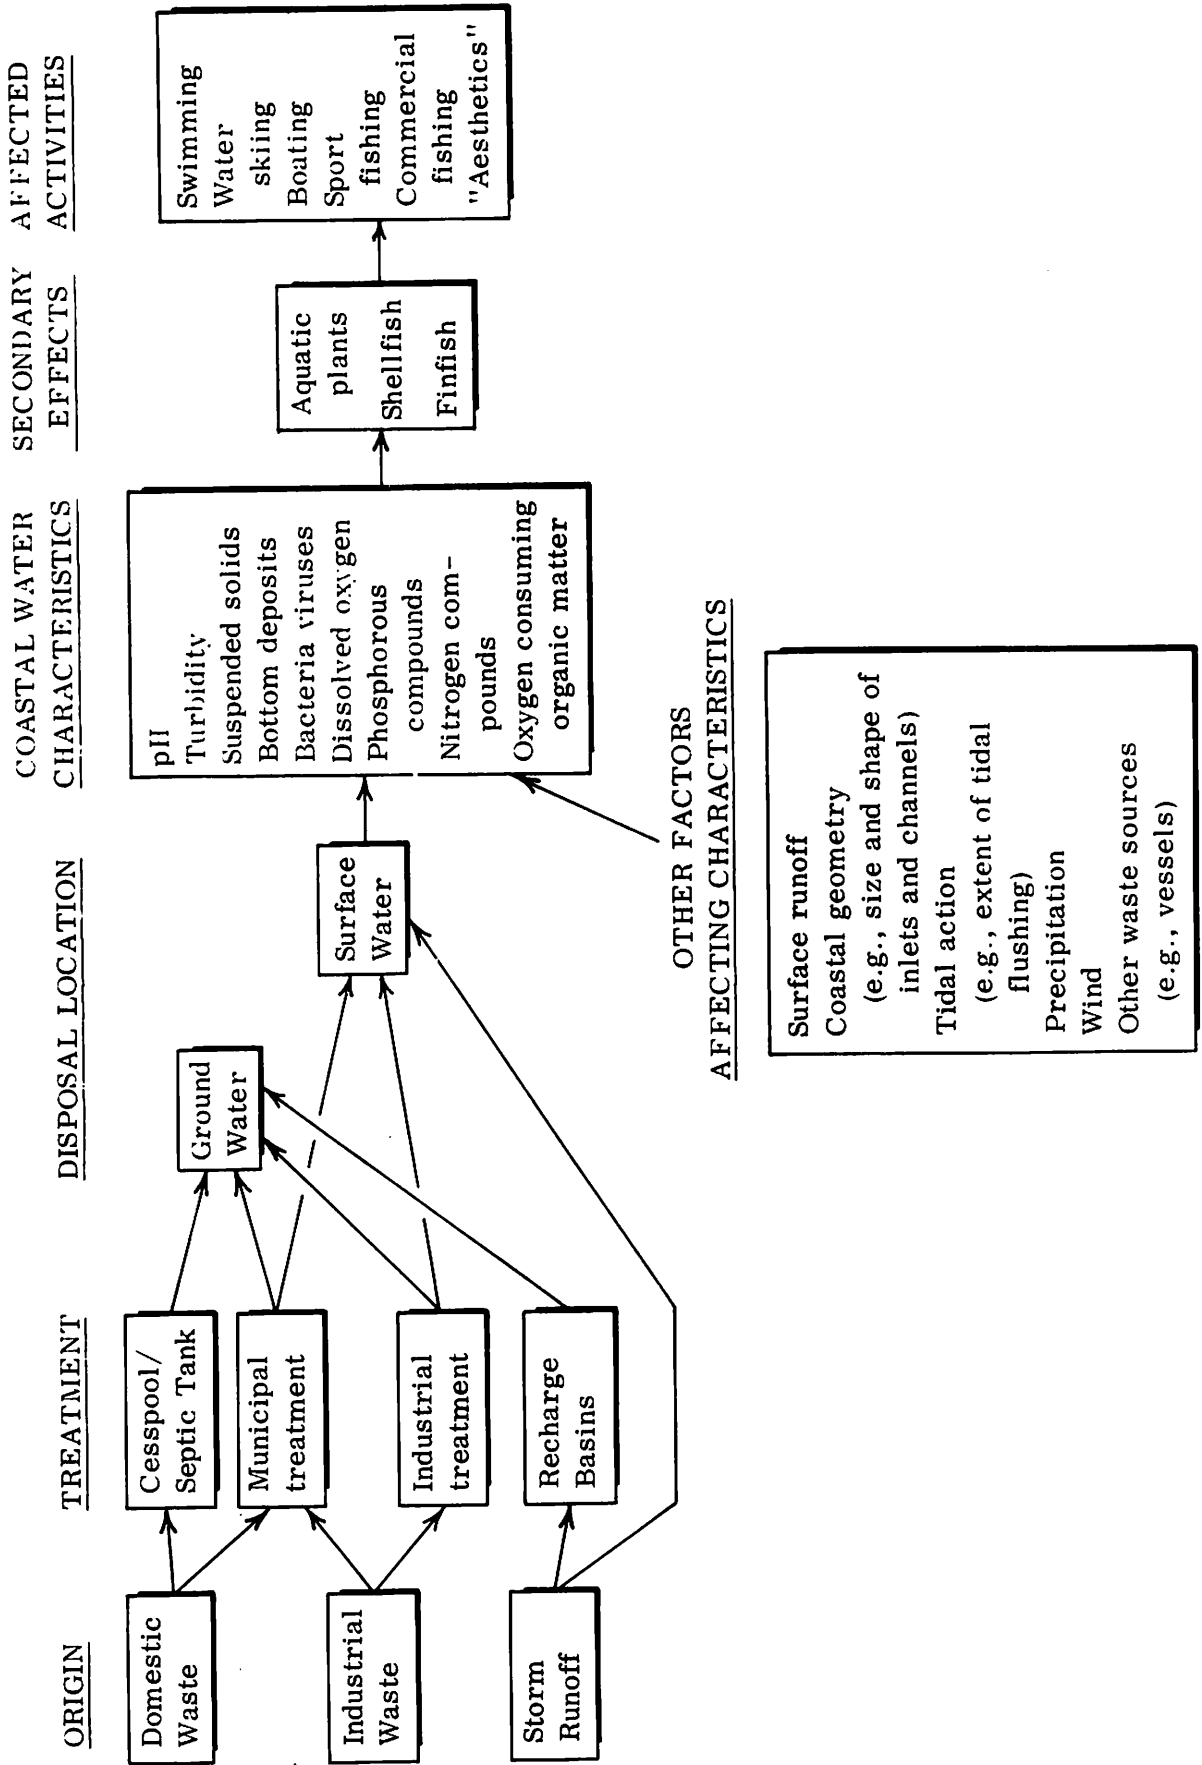 ORIGIN
Domestic
Waste
Industrial
Waste
Storm
Runoff
TREATMENT
Cesspool/
Septic Tank
Municipal
treatment
Industrial
treatment
Recharge
Basins
DISPOSAL LOCATION
Ground
Water
Surface
Water
COASTAL WATER
CHARACTERISTICS
pH
Turbidity
Suspended solids
Bottom deposits
Bacteria viruses
Dissolved oxygen
Phosphorous
compounds
Nitrogen com-
pounds
Oxygen consuming
organic matter
SECONDARY
EFFECTS
Aquatic
plants
Shellfish
Finfish
AFFECTED
ACTIVITIES
Swimming
Water
skiing
Boating
Sport
fishing
Commercial
fishing
"Aesthetics"
OTHER FACTORS
AFFECTING CHARACTERISTICS
Surface runoff
Coastal geometry
(e.g., size and shape of
inlets and channels)
Tidal action
(e.g., extent of tidal
flushing)
Precipitation
Wind
Other waste sources
(e.g., vessels)